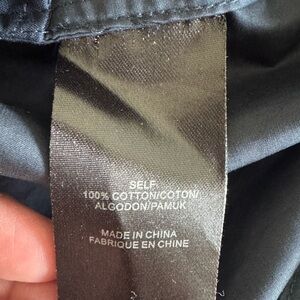 SELF
100% COTTON/COTON/
ALGODON/PAMUK
MADE IN CHINA
FABRIQUE EN CHINE